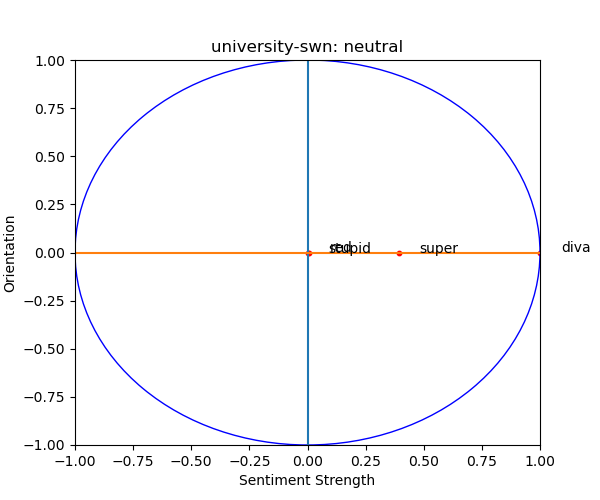 university-swn: neutral
Orientation
1.00
0.75
0.50
0.25
0.00
−0.25
−0.50
−0.75
−1.00
stupid
super
diva
−1.00 −0.75 −0.50 −0.25 0.00 0.25 0.50 0.75 1.00
Sentiment Strength